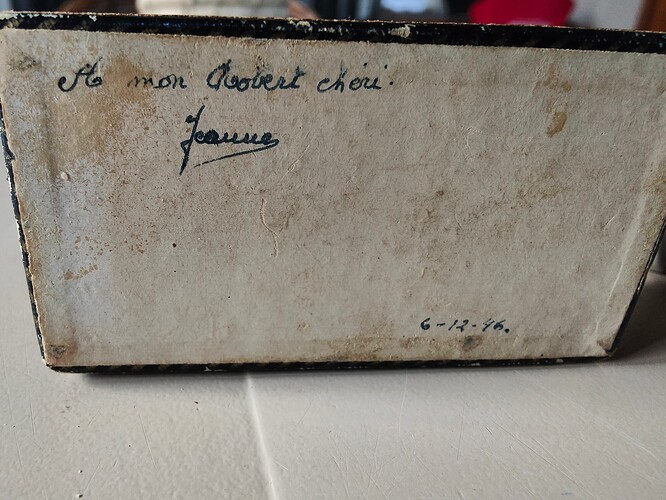 A mon Robert chéri.
Jeanne
6-12-46.